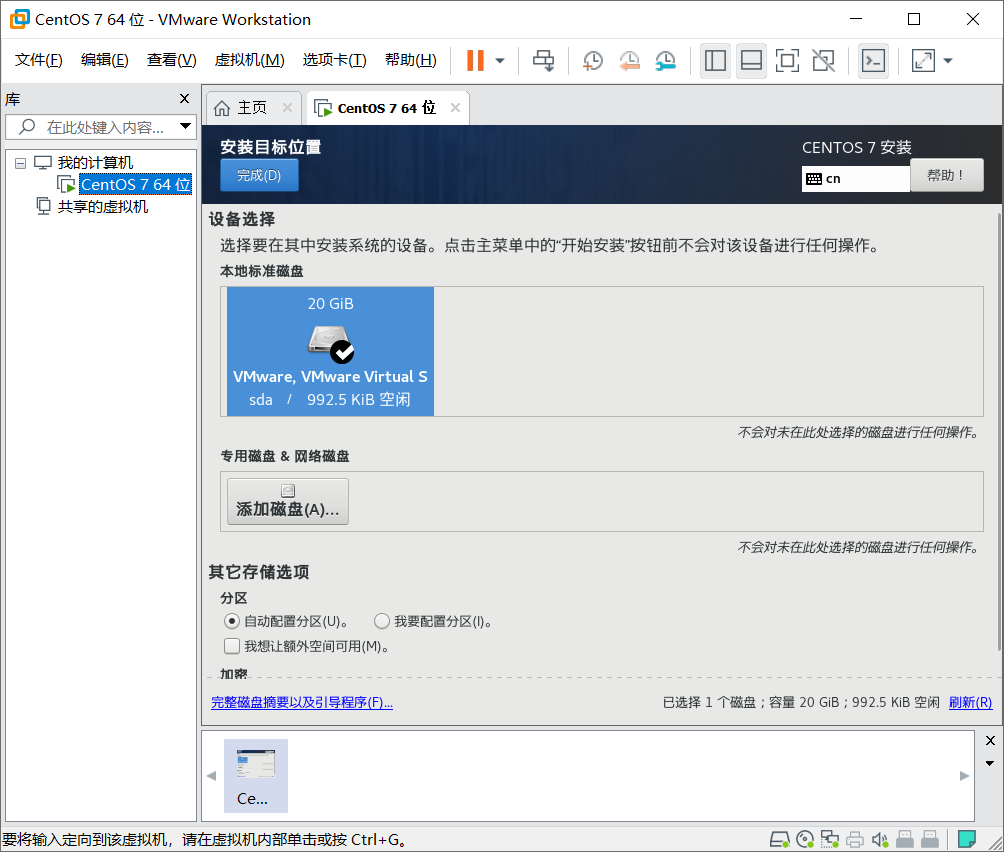 CentOS 7 64 位 - VMware Workstation
文件(F) 编辑(E) 查看(V) 虚拟机(M) 选项卡(T) 帮助(H)
库
在此处键入内容...
我的计算机
CentOS 7 64 位
共享的虚拟机
主页 CentOS 7 64 位
安装目标位置
CENTOS 7 安装
完成(D)
cn
帮助！
设备选择
选择要在其中安装系统的设备。点击主菜单中的“开始安装”按钮前不会对该设备进行任何操作。
本地标准磁盘
20 GiB
VMware, VMware Virtual S
sda / 992.5 KiB 空闲
不会对未在此处选择的磁盘进行任何操作。
专用磁盘 & 网络磁盘
添加磁盘(A)...
不会对未在此处选择的磁盘进行任何操作。
其它存储选项
分区
自动配置分区(U)。 我要配置分区(I)。
我想让额外空间可用(M)。
加密
完整磁盘摘要以及引导程序(F)...
已选择 1 个磁盘；容量 20 GiB；992.5 KiB 空闲 刷新(R)
Ce...
要将输入定向到该虚拟机，请在虚拟机内部单击或按 Ctrl+G。